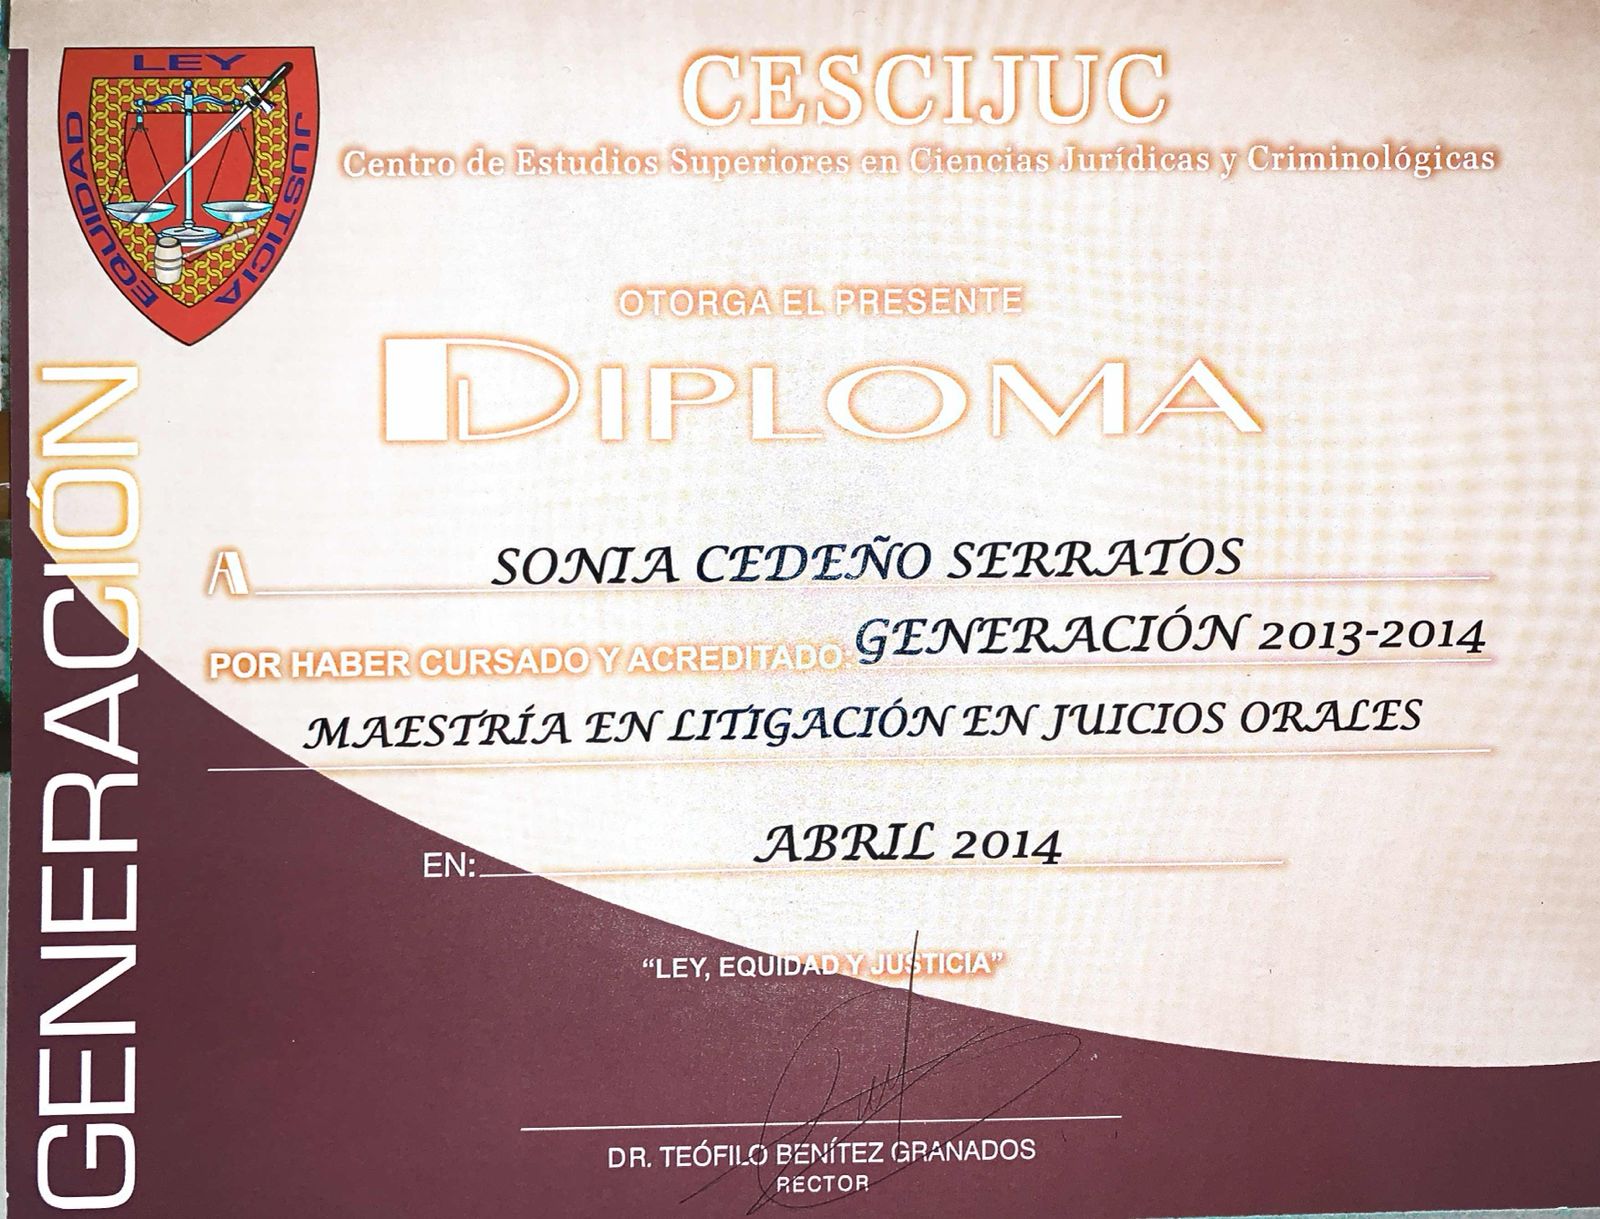 LEY
EQUIDAD
JUSTICIA
CESCIJUC
Centro de Estudios Superiores en Ciencias Jurídicas y Criminológicas
OTORGA EL PRESENTE
DIPLOMA
A SONIA CEDEÑO SERRATOS
POR HABER CURSADO Y ACREDITADO: GENERACIÓN 2013-2014
MAESTRÍA EN LITIGACIÓN EN JUICIOS ORALES
EN: ABRIL 2014
“LEY, EQUIDAD Y JUSTICIA”
DR. TEÓFILO BENÍTEZ GRANADOS
RECTOR
GENERACIÓN